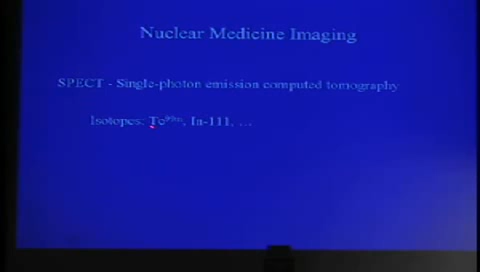 Nuclear Medicine Imaging
SPECT - Single-photon emission computed tomography
Isotopes: Tc⁹⁹ᵐ, In-111, …